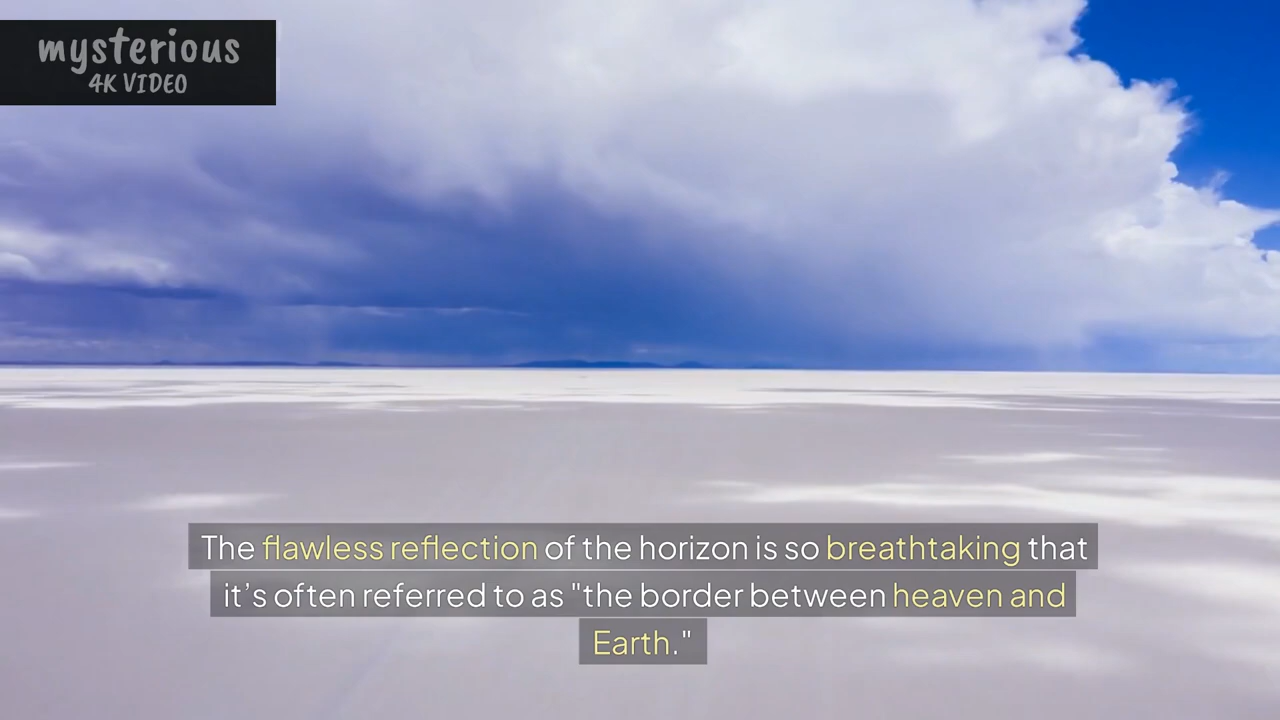 mysterious
4K VIDEO
The flawless reflection of the horizon is so breathtaking that
it’s often referred to as "the border between heaven and
Earth."